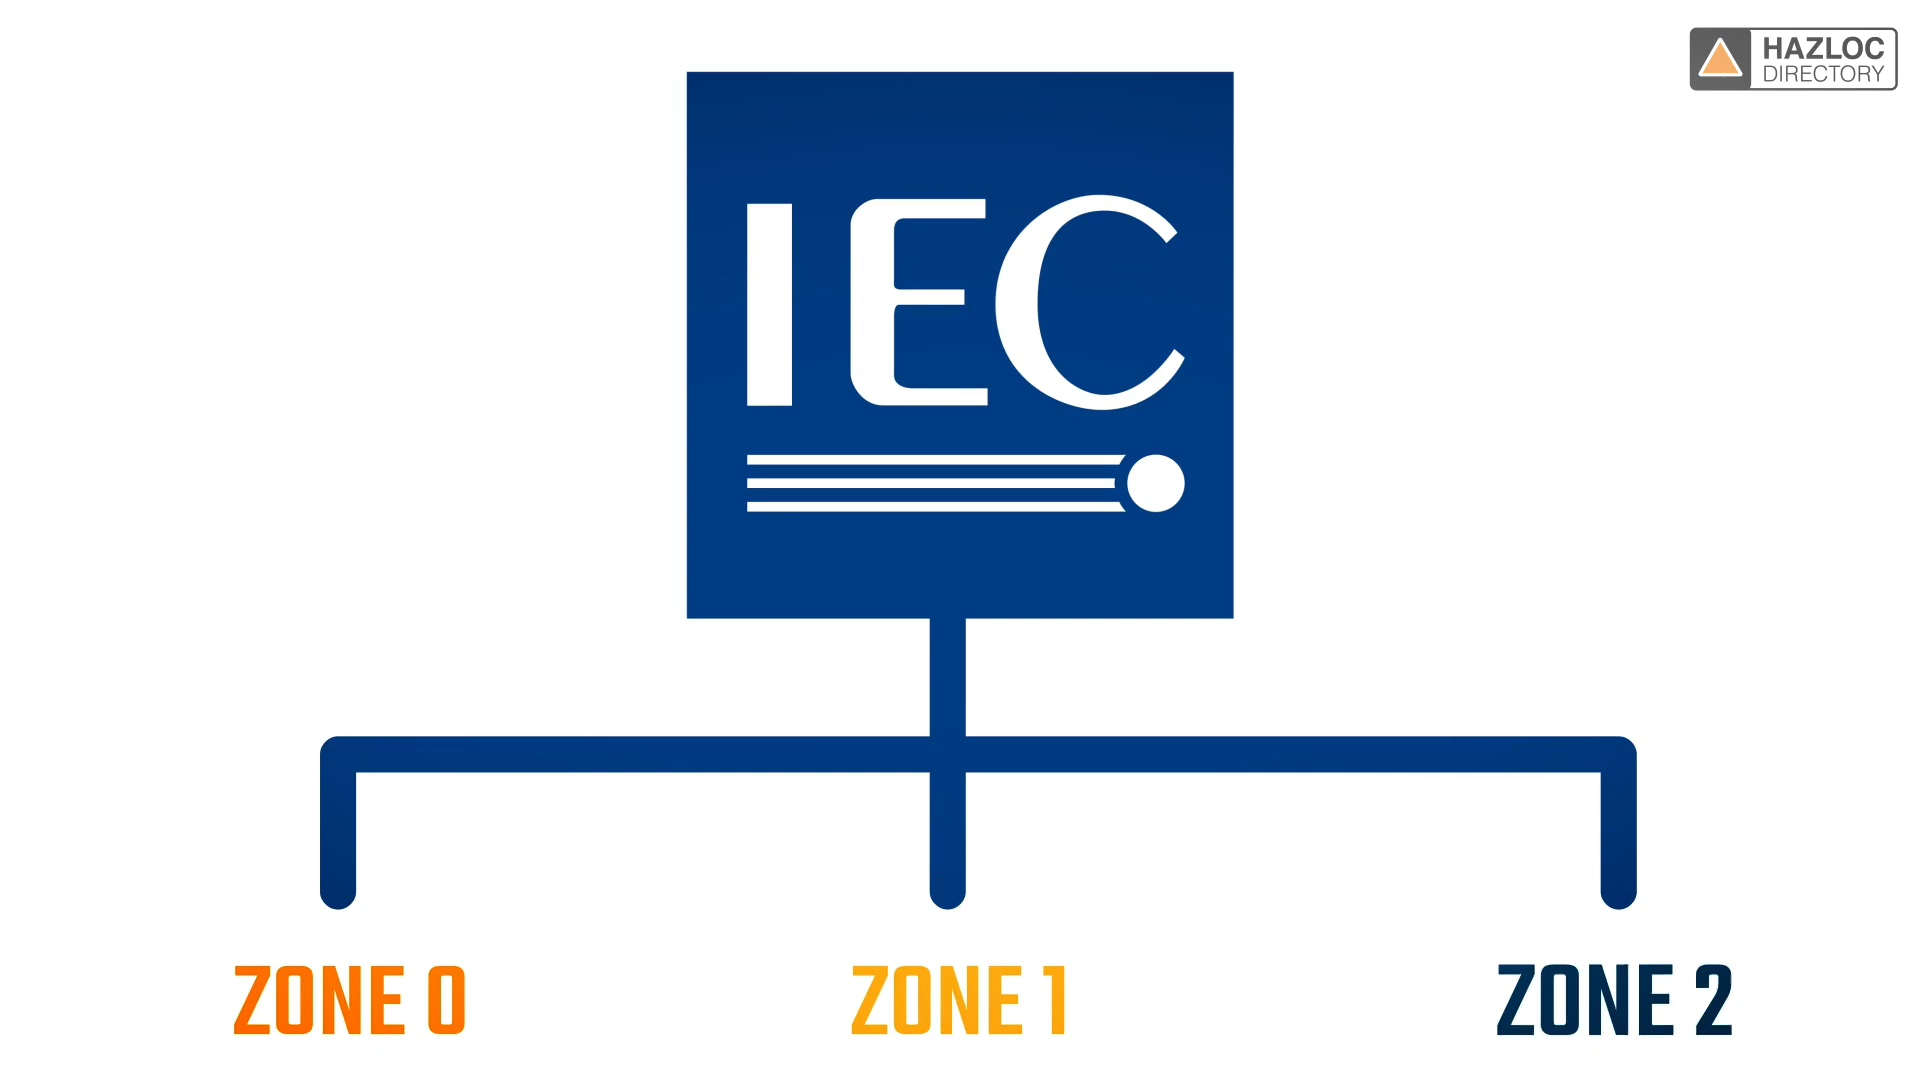 HAZLOC
DIRECTORY
IEC
ZONE 0
ZONE 1
ZONE 2